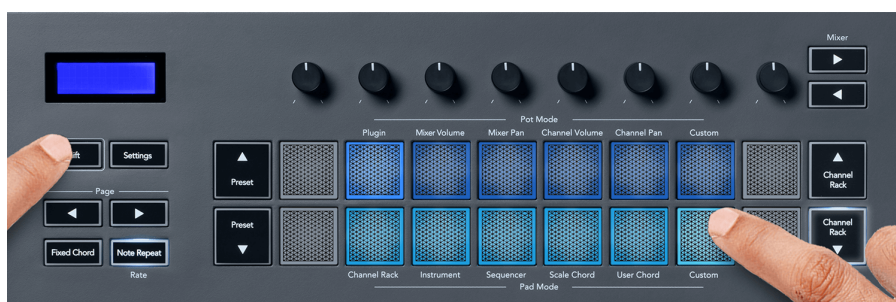 Mixer
Pot Mode
Plugin
Mixer Volume
Mixer Pan
Channel Volume
Channel Pan
Custom
Settings
Preset
Channel
Rack
Page
Preset
Channel
Rack
Fixed Chord
Note Repeat
Rate
Channel Rack
Instrument
Sequencer
Scale Chord
User Chord
Custom
Pad Mode